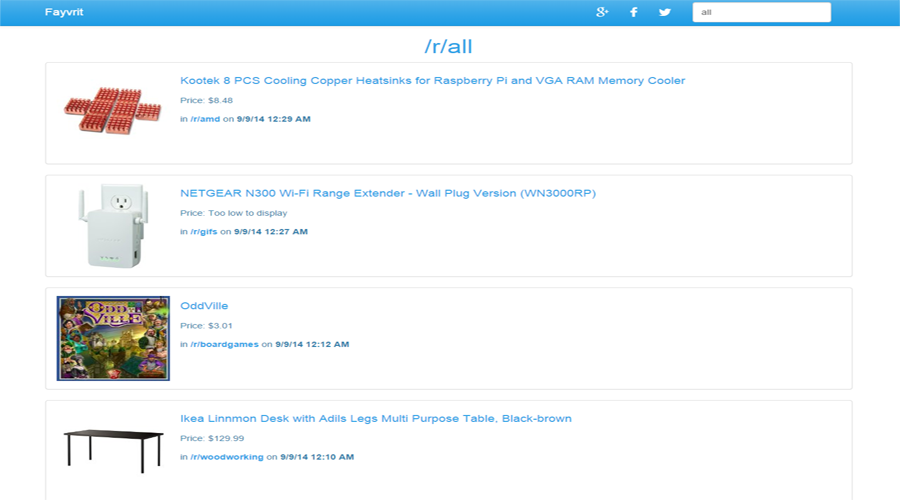 Fayvrit
all
/r/all
Kootek 8 PCS Cooling Copper Heatsinks for Raspberry Pi and VGA RAM Memory Cooler
Price: $8.48
in /r/amd on 9/9/14 12:29 AM
NETGEAR N300 Wi-Fi Range Extender - Wall Plug Version (WN3000RP)
Price: Too low to display
in /r/gifs on 9/9/14 12:27 AM
ODDVILLE
OddVille
Price: $3.01
in /r/boardgames on 9/9/14 12:12 AM
Ikea Linnmon Desk with Adils Legs Multi Purpose Table, Black-brown
Price: $129.99
in /r/woodworking on 9/9/14 12:10 AM